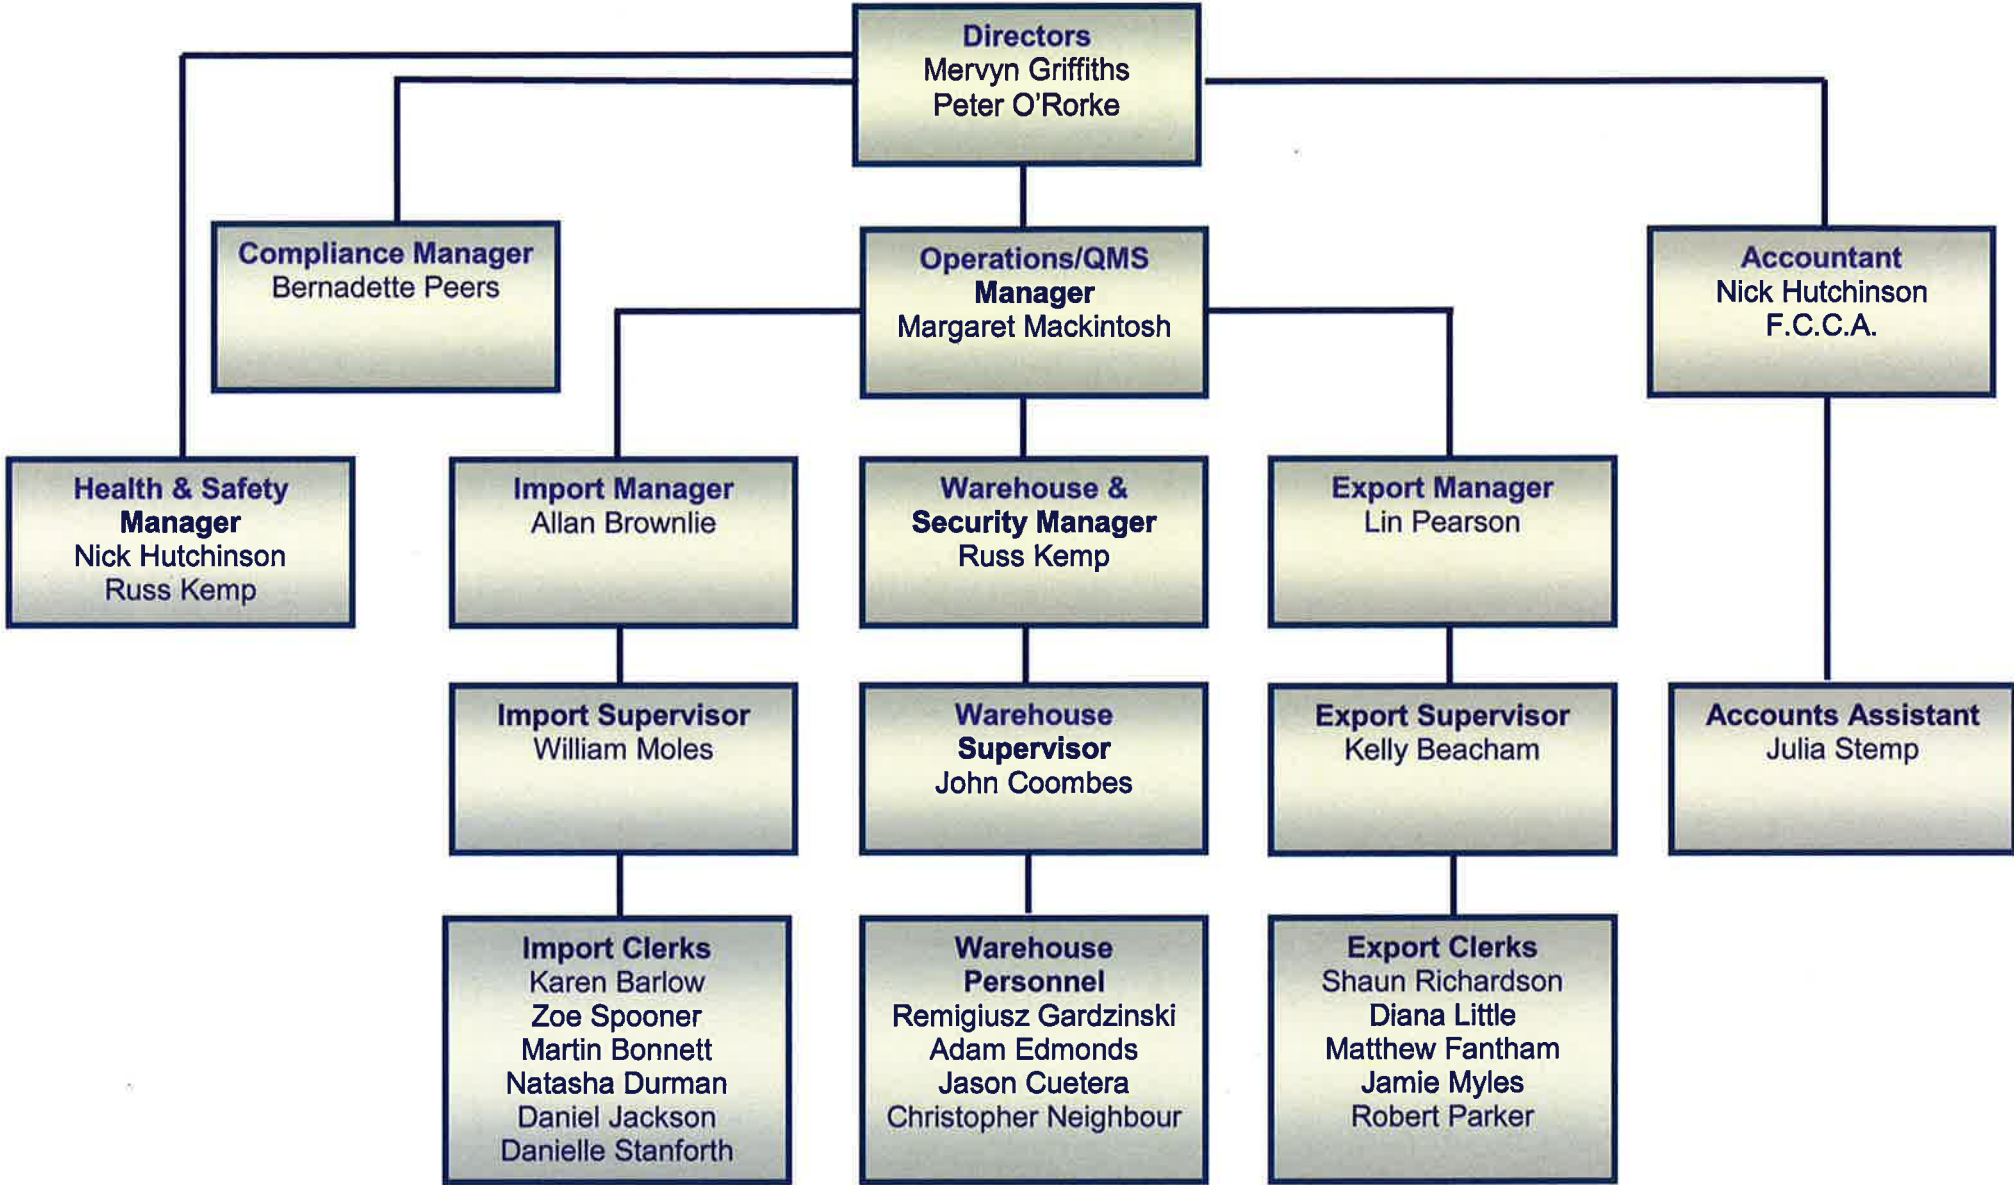 Directors
Mervyn Griffiths
Peter O'Rorke
Compliance Manager
Bernadette Peers
Operations/QMS
Manager
Margaret Mackintosh
Accountant
Nick Hutchinson
F.C.C.A.
Health & Safety
Manager
Nick Hutchinson
Russ Kemp
Import Manager
Allan Brownlie
Warehouse &
Security Manager
Russ Kemp
Export Manager
Lin Pearson
Import Supervisor
William Moles
Warehouse
Supervisor
John Coombes
Export Supervisor
Kelly Beacham
Accounts Assistant
Julia Stemp
Import Clerks
Karen Barlow
Zoe Spooner
Martin Bonnett
Natasha Durman
Daniel Jackson
Danielle Stanforth
Warehouse
Personnel
Remigiusz Gardzinski
Adam Edmonds
Jason Cuetera
Christopher Neighbour
Export Clerks
Shaun Richardson
Diana Little
Matthew Fantham
Jamie Myles
Robert Parker